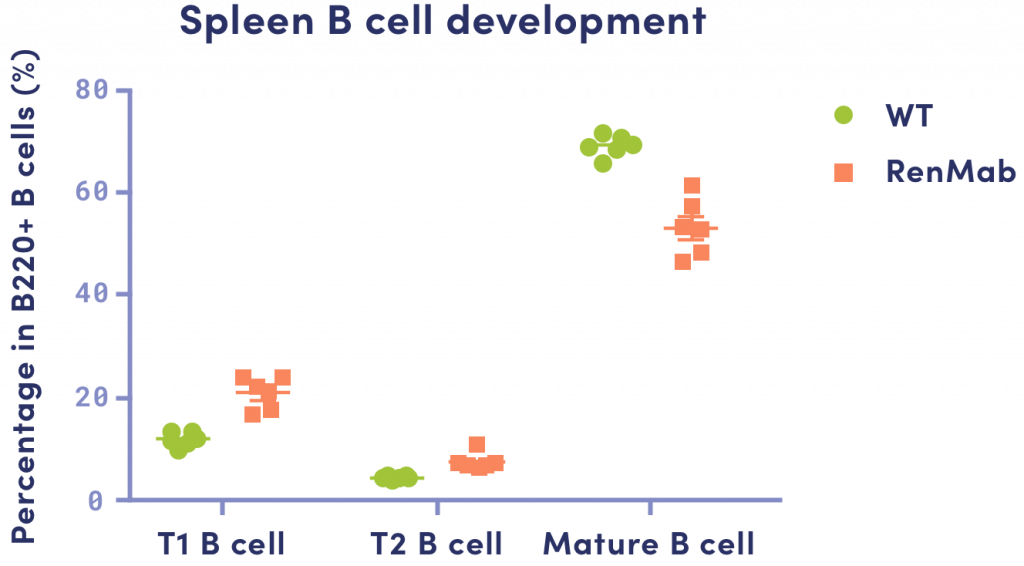 Spleen B cell development
Percentage in B220+ B cells (%)
80
60
40
20
0
T1 B cell
T2 B cell
Mature B cell
WT
RenMab